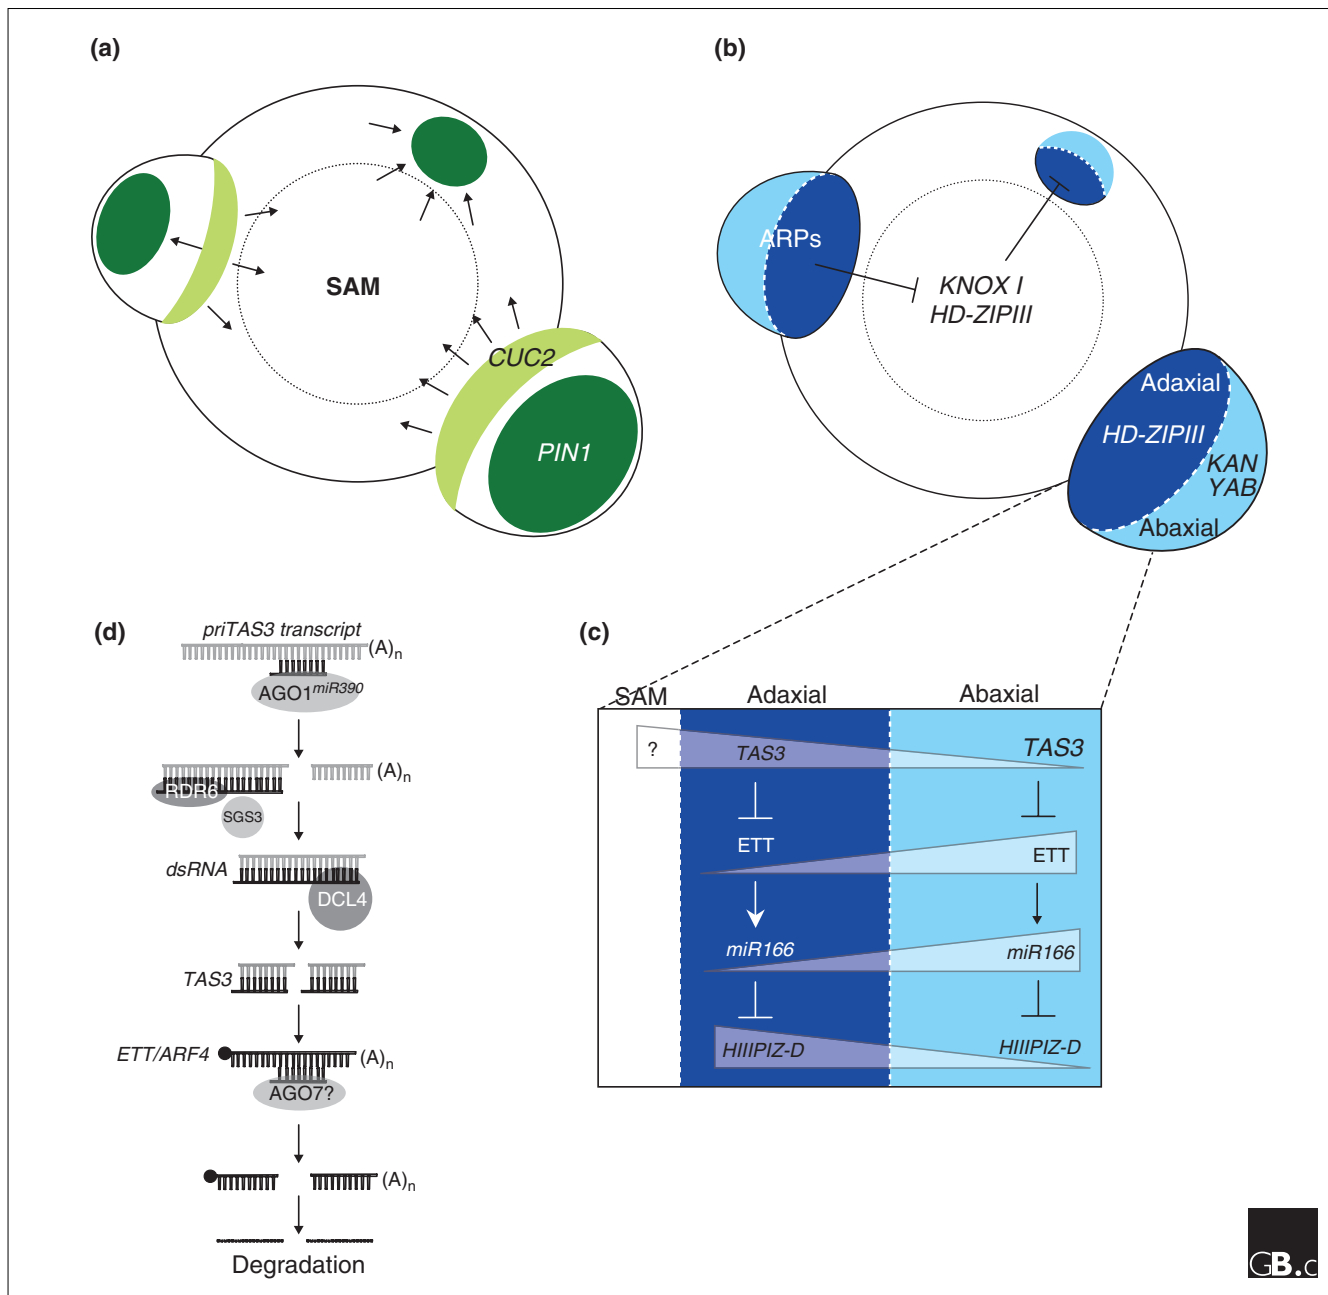 (a)
SAM
CUC2
PIN1
(b)
ARPs
KNOX I
HD-ZIPIII
Adaxial
HD-ZIPIII
KAN
YAB
Abaxial
(c)
SAM
Adaxial
Abaxial
?
TAS3
TAS3
ETT
ETT
miR166
miR166
HIIIPIZ-D
HIIIPIZ-D
(d)
priTAS3 transcript
(A)n
AGO1miR390
(A)n
RDR6
SGS3
dsRNA
DCL4
TAS3
ETT/ARF4
(A)n
AGO7?
(A)n
Degradation
GB.c